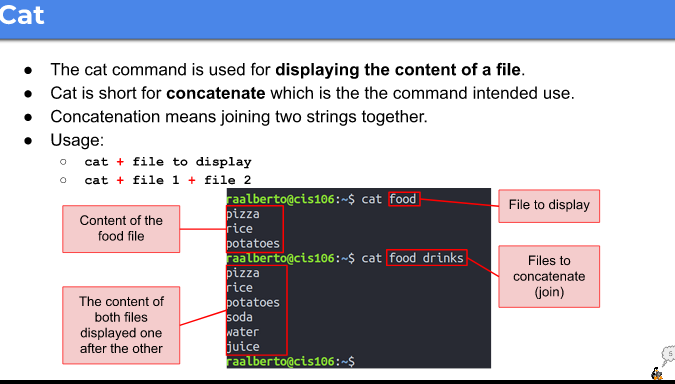 Cat
● The cat command is used for displaying the content of a file.
● Cat is short for concatenate which is the the command intended use.
● Concatenation means joining two strings together.
● Usage:
○ cat + file to display
○ cat + file 1 + file 2
raalberto@cis106:~$ cat food
pizza
rice
potatoes
raalberto@cis106:~$ cat food drinks
pizza
rice
potatoes
soda
water
juice
raalberto@cis106:~$
Content of the
food file
The content of
both files
displayed one
after the other
File to display
Files to
concatenate
(join)